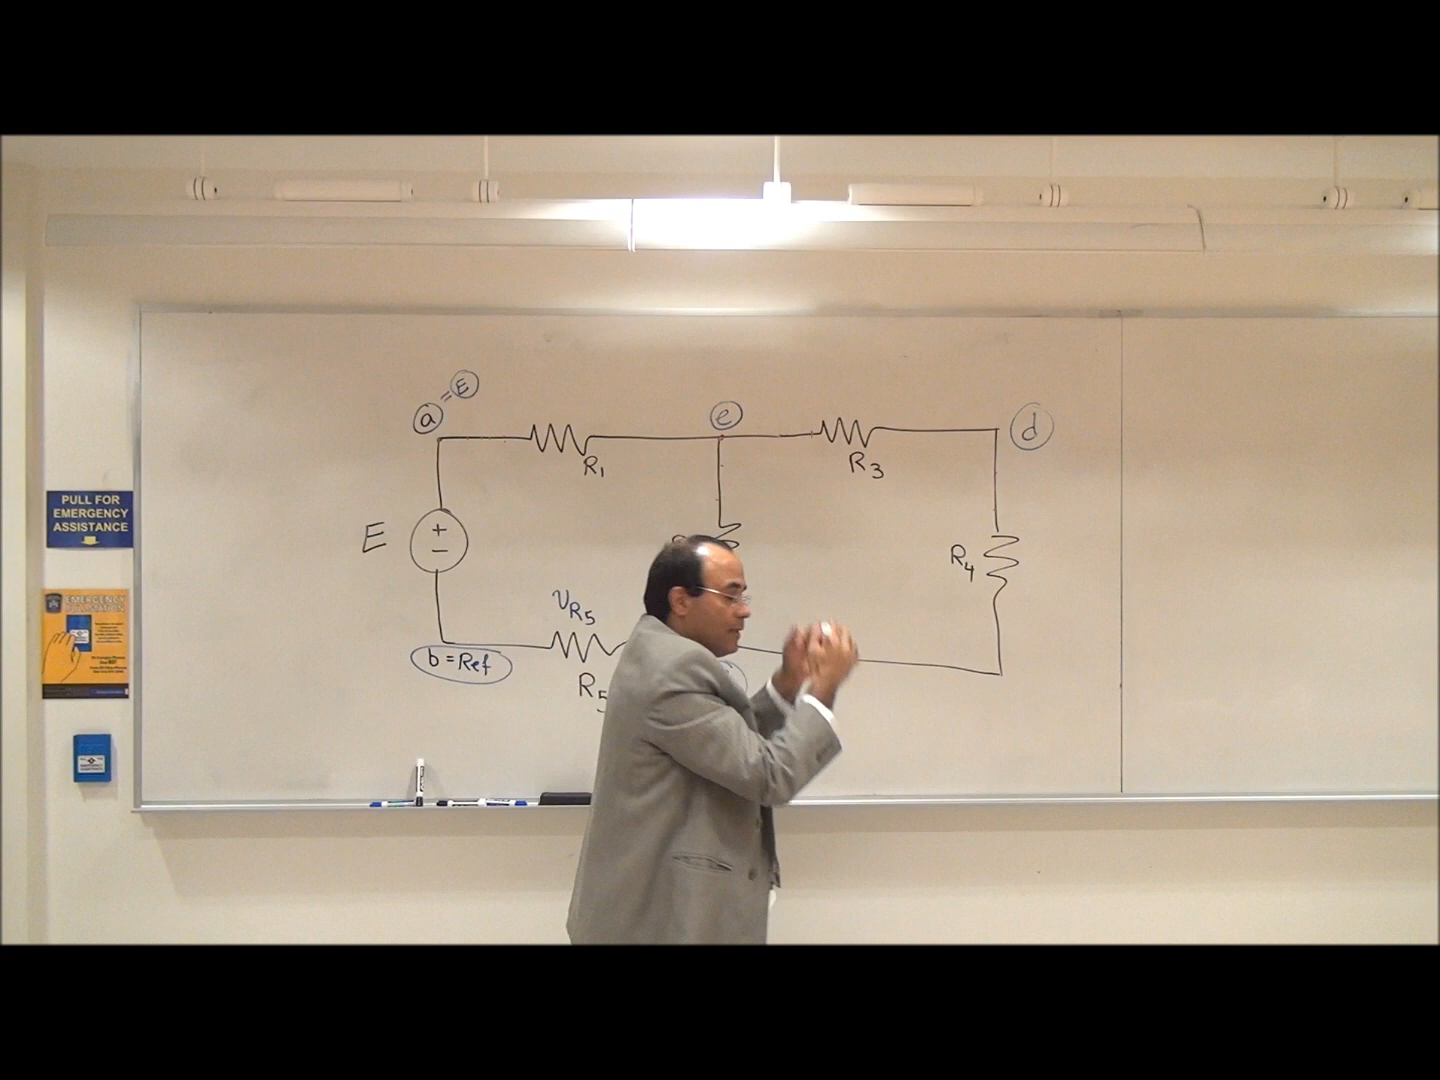 a = E
e
d
R1
R3
E
+
−
R4
VR5
b = Ref
R5
PULL FOR
EMERGENCY
ASSISTANCE
EMERGENCY